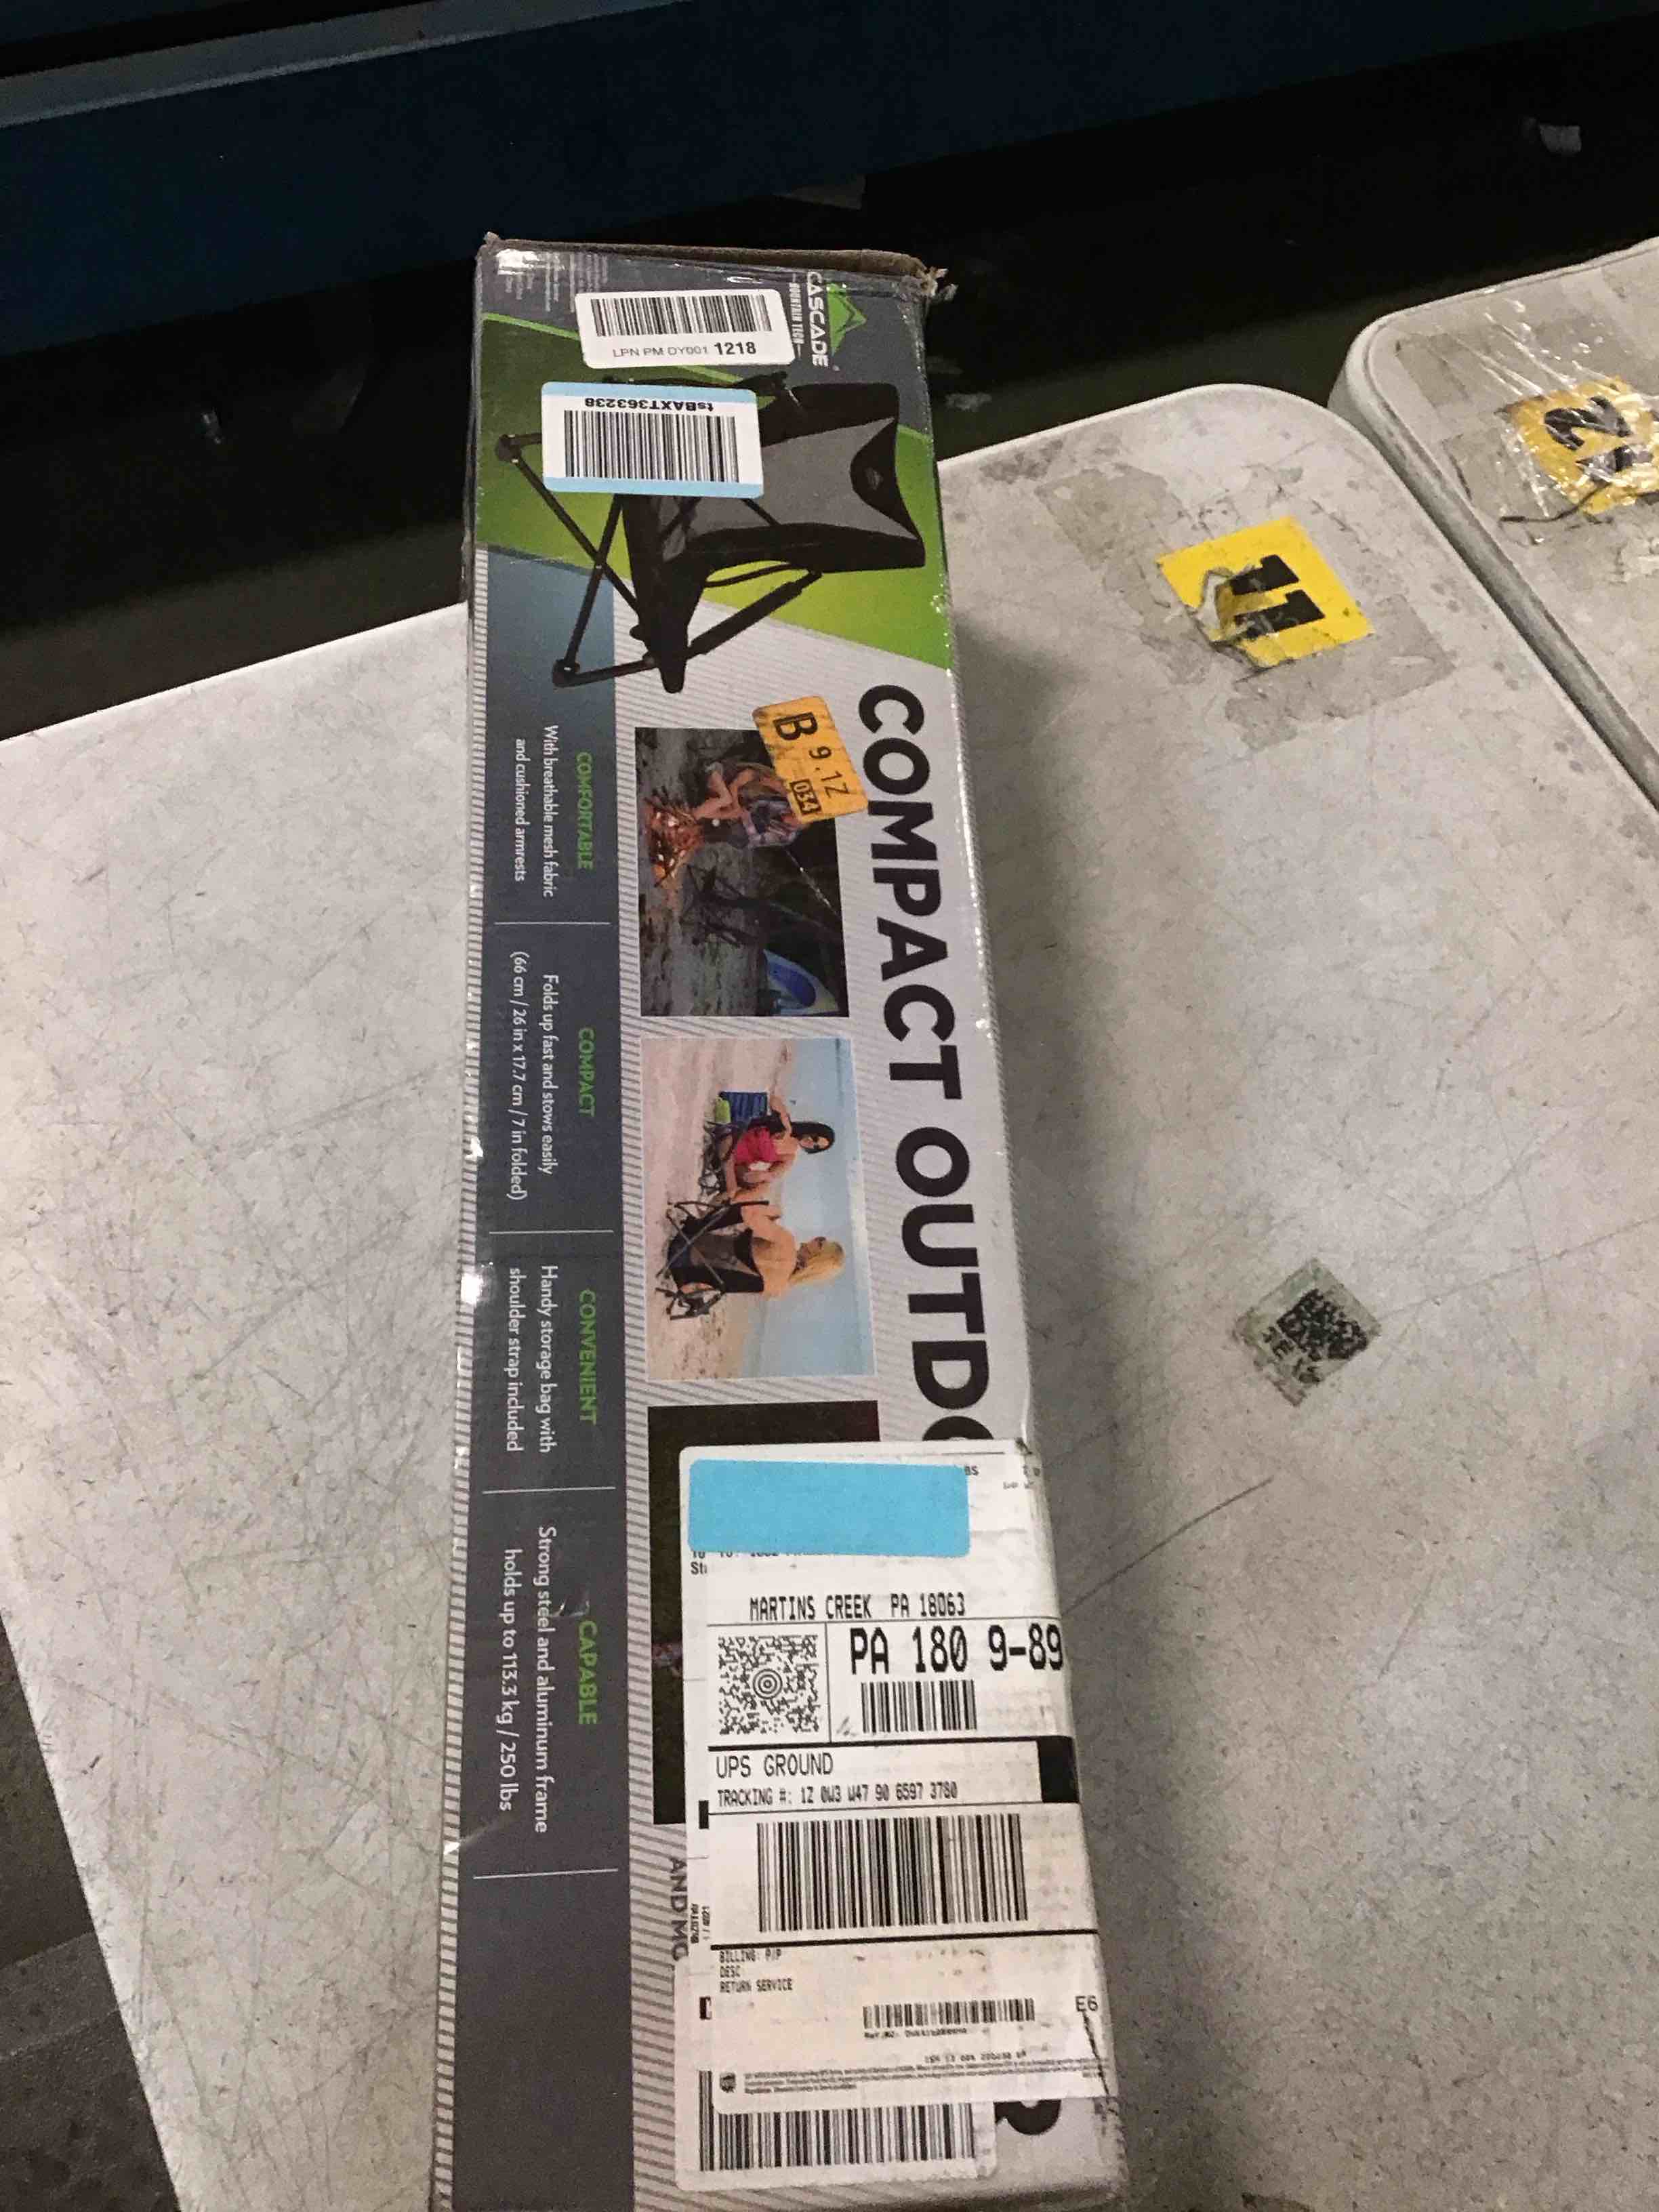 CASCADE
MOUNTAIN TECH
LPN PM DY001 1218
tsBAXT363238
B 9.1Z
034
COMPACT OUTDO
COMFORTABLE
With breathable mesh fabric
and cushioned armrests
COMPACT
Folds up fast and stows easily
(66 cm / 26 in x 17.7 cm / 7 in folded)
CONVENIENT
Handy storage bag with
shoulder strap included
CAPABLE
Strong steel and aluminum frame
holds up to 113.3 kg / 250 lbs
AND MO
MARTINS CREEK PA 18063
PA 180 9-89
UPS GROUND
TRACKING #: 1Z 0W3 W47 90 6597 3780
BILLING: P/P
DESC
RETURN SERVICE
E6
11
12